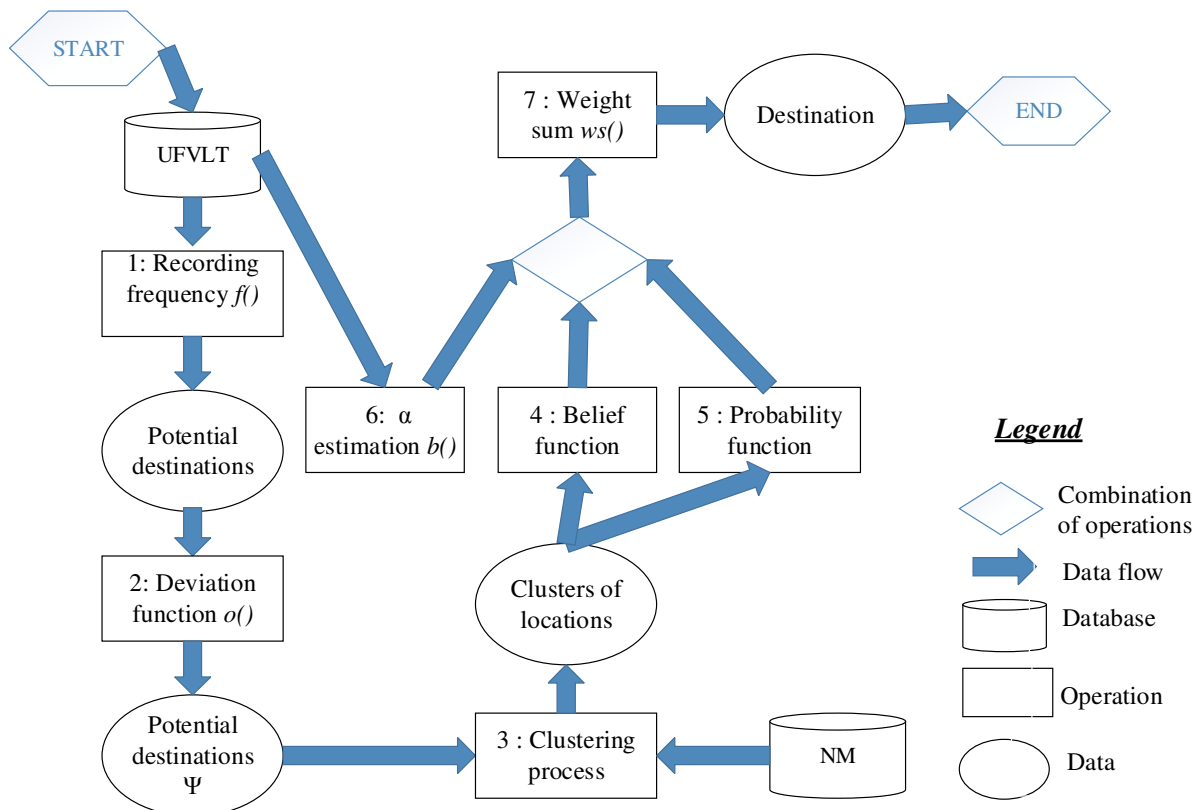 START
UFVLT
1: Recording
frequency f()
Potential
destinations
2: Deviation
function o()
Potential
destinations
Ψ
7 : Weight
sum ws()
Destination
END
6: α
estimation b()
4 : Belief
function
5 : Probability
function
Clusters of
locations
3 : Clustering
process
NM
Legend
Combination
of operations
Data flow
Database
Operation
Data